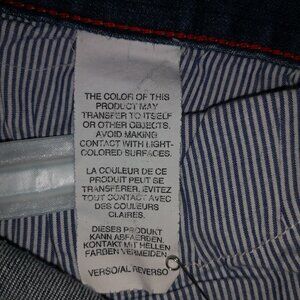 THE COLOR OF THIS
PRODUCT MAY
TRANSFER TO ITSELF
OR OTHER OBJECTS.
AVOID MAKING
CONTACT WITH LIGHT-
COLORED SURFACES.
LA COULEUR DE CE
PRODUIT PEUT SE
TRANSFERER. EVITEZ
TOUT CONTACT AVEC
DES COULEURS
CLAIRES.
DIESES PRODUKT
KANN ABFAERDEN.
KONTAKT MIT HELLEN
FARBEN VERMEIDEN
VERSO/AL REVERSO